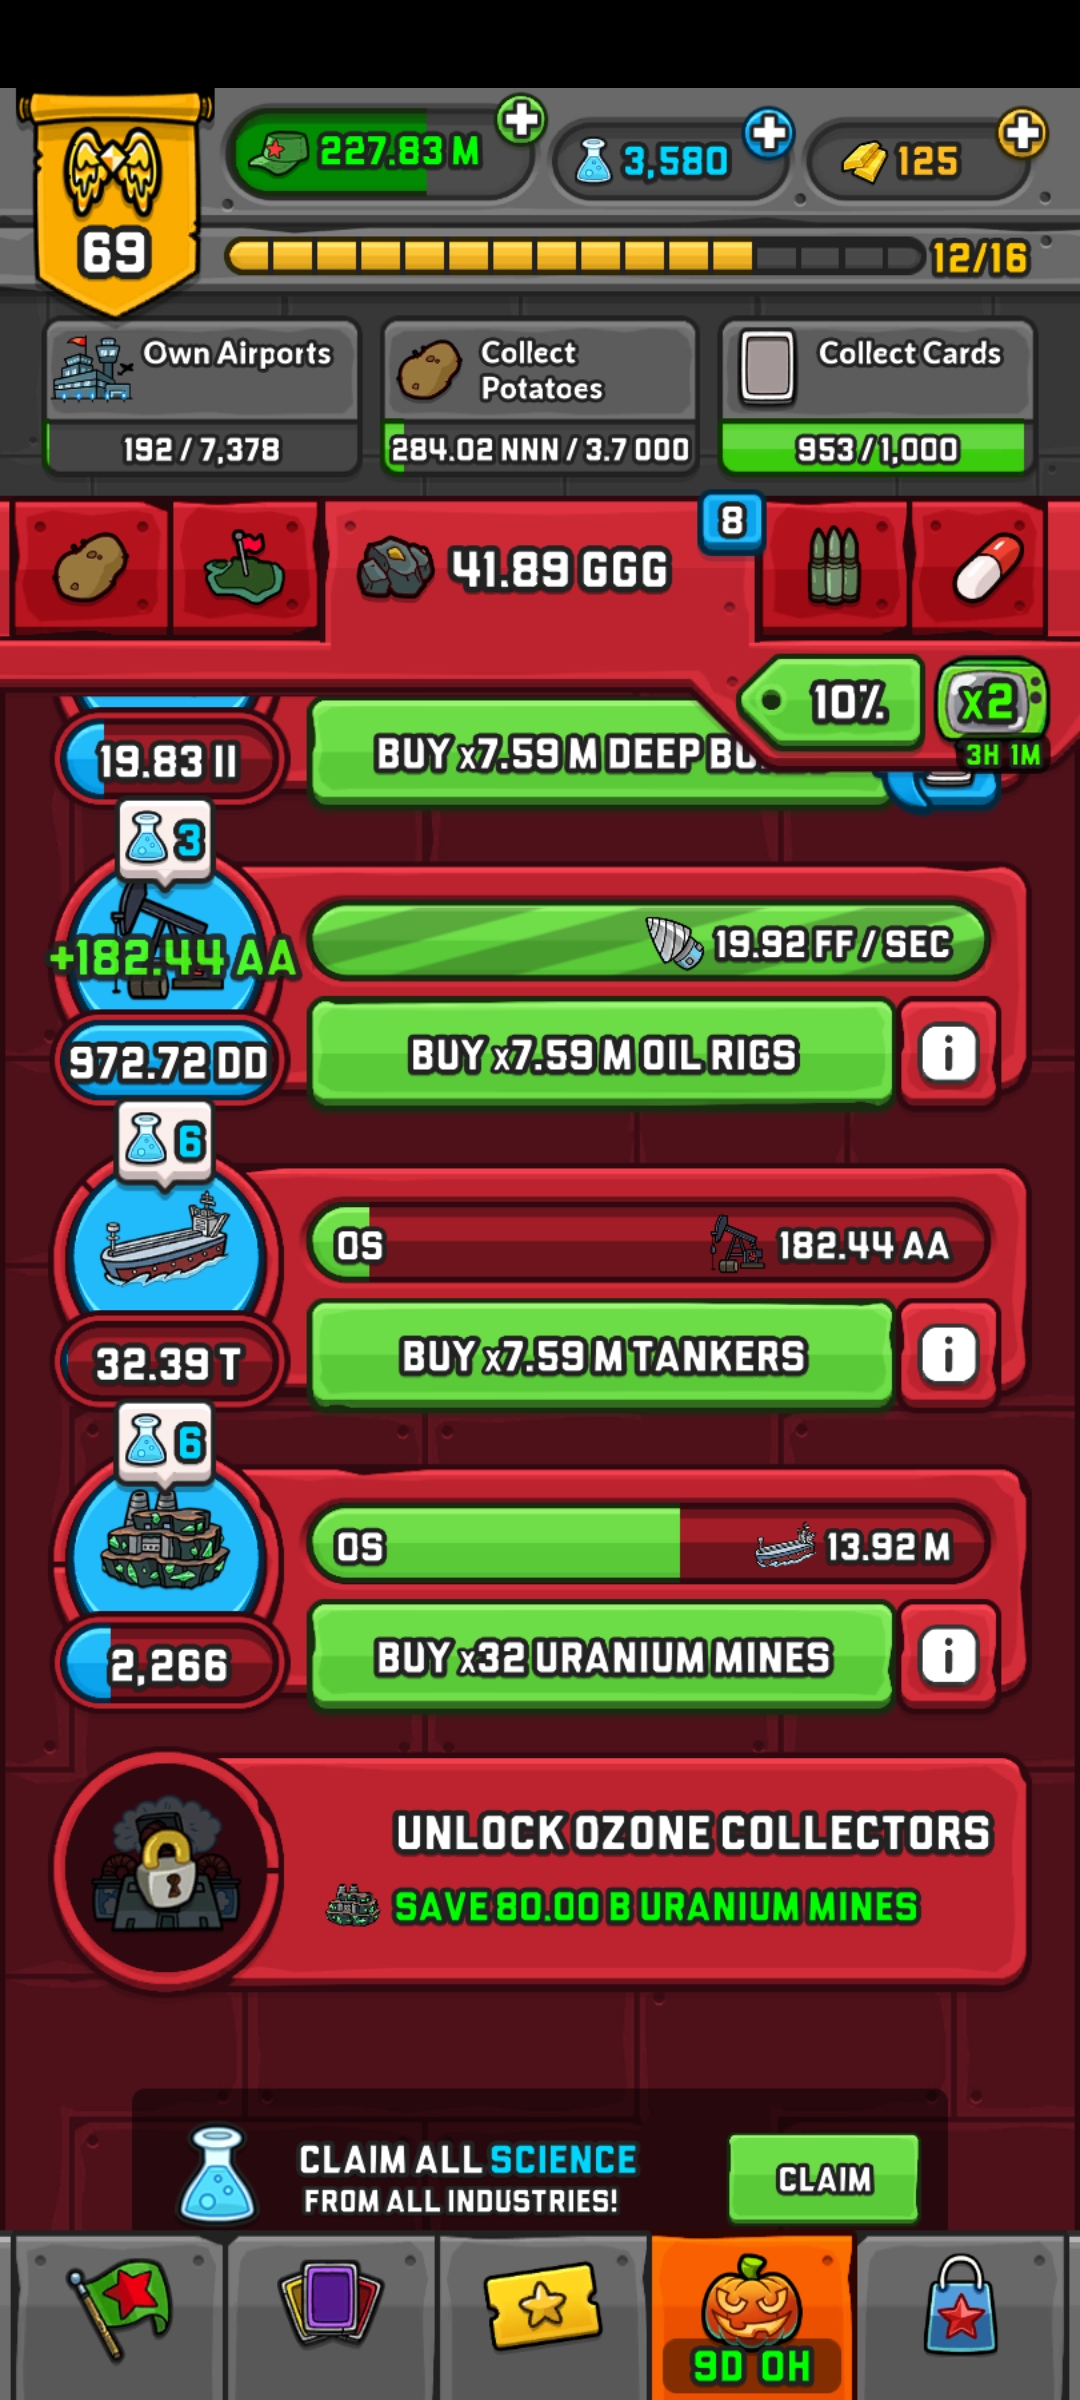 227.83 M
3,580
125
69
12/16
Own Airports
192 / 7,378
Collect
Potatoes
284.02 NNN / 3.7 OOO
Collect Cards
953 / 1,000
41.89 GGG
8
10%
x2
3H 1M
19.83 II
BUY x7.59 M DEEP
3
+182.44 AA
19.92 FF / SEC
972.72 DD
BUY x7.59 M OIL RIGS
i
6
0S
182.44 AA
32.39 T
BUY x7.59 M TANKERS
i
6
0S
13.92 M
2,266
BUY x32 URANIUM MINES
i
UNLOCK OZONE COLLECTORS
SAVE 80.00 B URANIUM MINES
CLAIM ALL SCIENCE
FROM ALL INDUSTRIES!
CLAIM
9D 0H